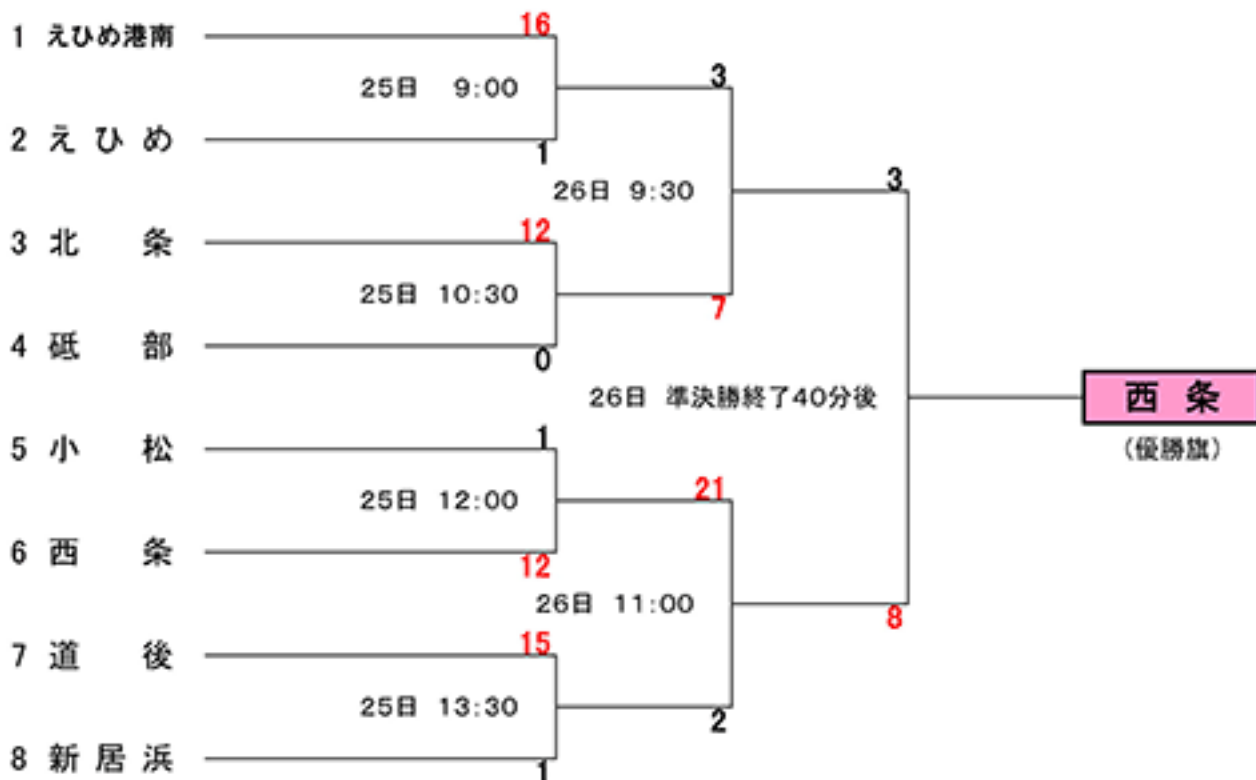 16
1 えひめ港南
3
25日 9:00
2 えひめ
1
3
26日 9:30
12
3 北条
25日 10:30
7
4 砥部
0
26日 準決勝終了40分後
西条
(優勝旗)
1
5 小松
21
25日 12:00
6 西条
12
26日 11:00
8
15
7 道後
25日 13:30
2
8 新居浜
1